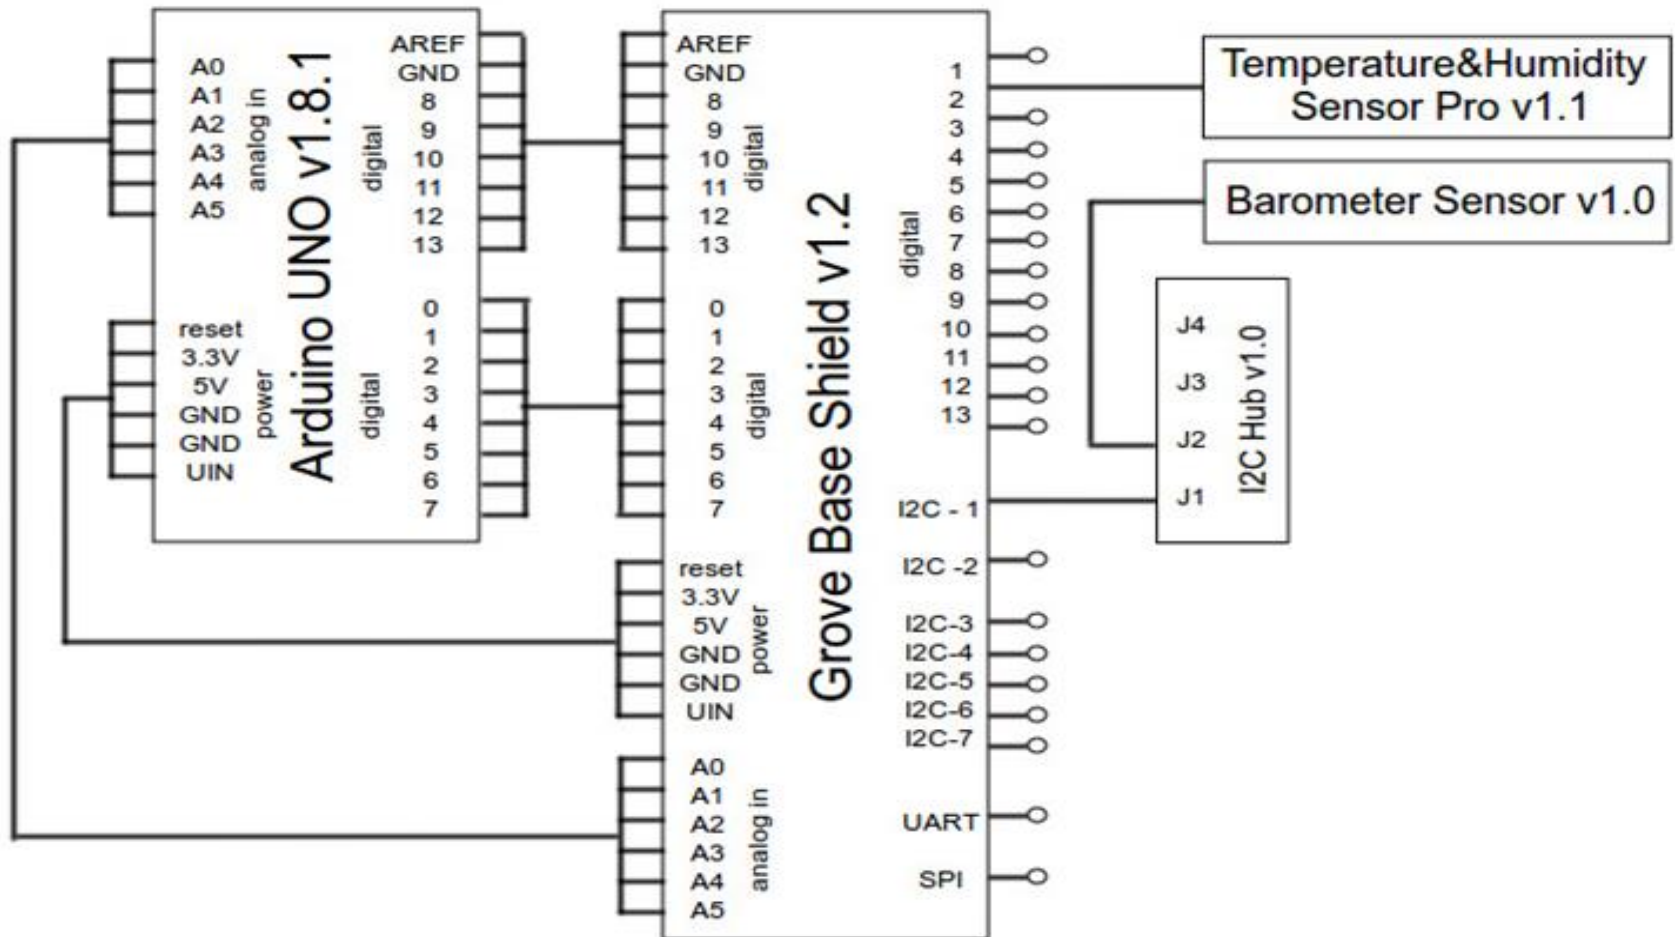 A0
A1
A2
A3
A4
A5
analog in
reset
3.3V
5V
GND
GND
UIN
power
Arduino UNO v1.8.1
AREF
GND
8
9
10
11
12
13
digital
0
1
2
3
4
5
6
7
digital
AREF
GND
8
9
10
11
12
13
digital
0
1
2
3
4
5
6
7
digital
reset
3.3V
5V
GND
GND
UIN
power
A0
A1
A2
A3
A4
A5
analog in
Grove Base Shield v1.2
1
2
3
4
5
6
7
8
9
10
11
12
13
digital
I2C - 1
I2C -2
I2C-3
I2C-4
I2C-5
I2C-6
I2C-7
UART
SPI
Temperature&Humidity
Sensor Pro v1.1
Barometer Sensor v1.0
J4
J3
J2
J1
I2C Hub v1.0